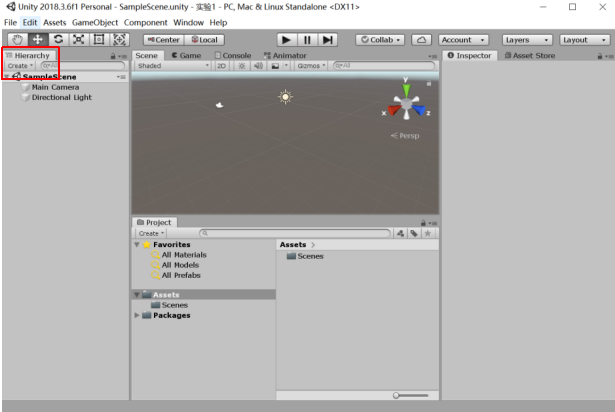 Unity 2018.3.6f1 Personal - SampleScene.unity - 实验1 - PC, Mac & Linux Standalone <DX11>
File Edit Assets GameObject Component Window Help
Center Local Collab Account Layers Layout
Hierarchy
Create All
SampleScene
Main Camera
Directional Light
Scene Game Console Animator
Shaded 2D Gizmos All
y
x z
Persp
Project
Create
Favorites
All Materials
All Models
All Prefabs
Assets
Scenes
Packages
Assets >
Scenes
Inspector Asset Store